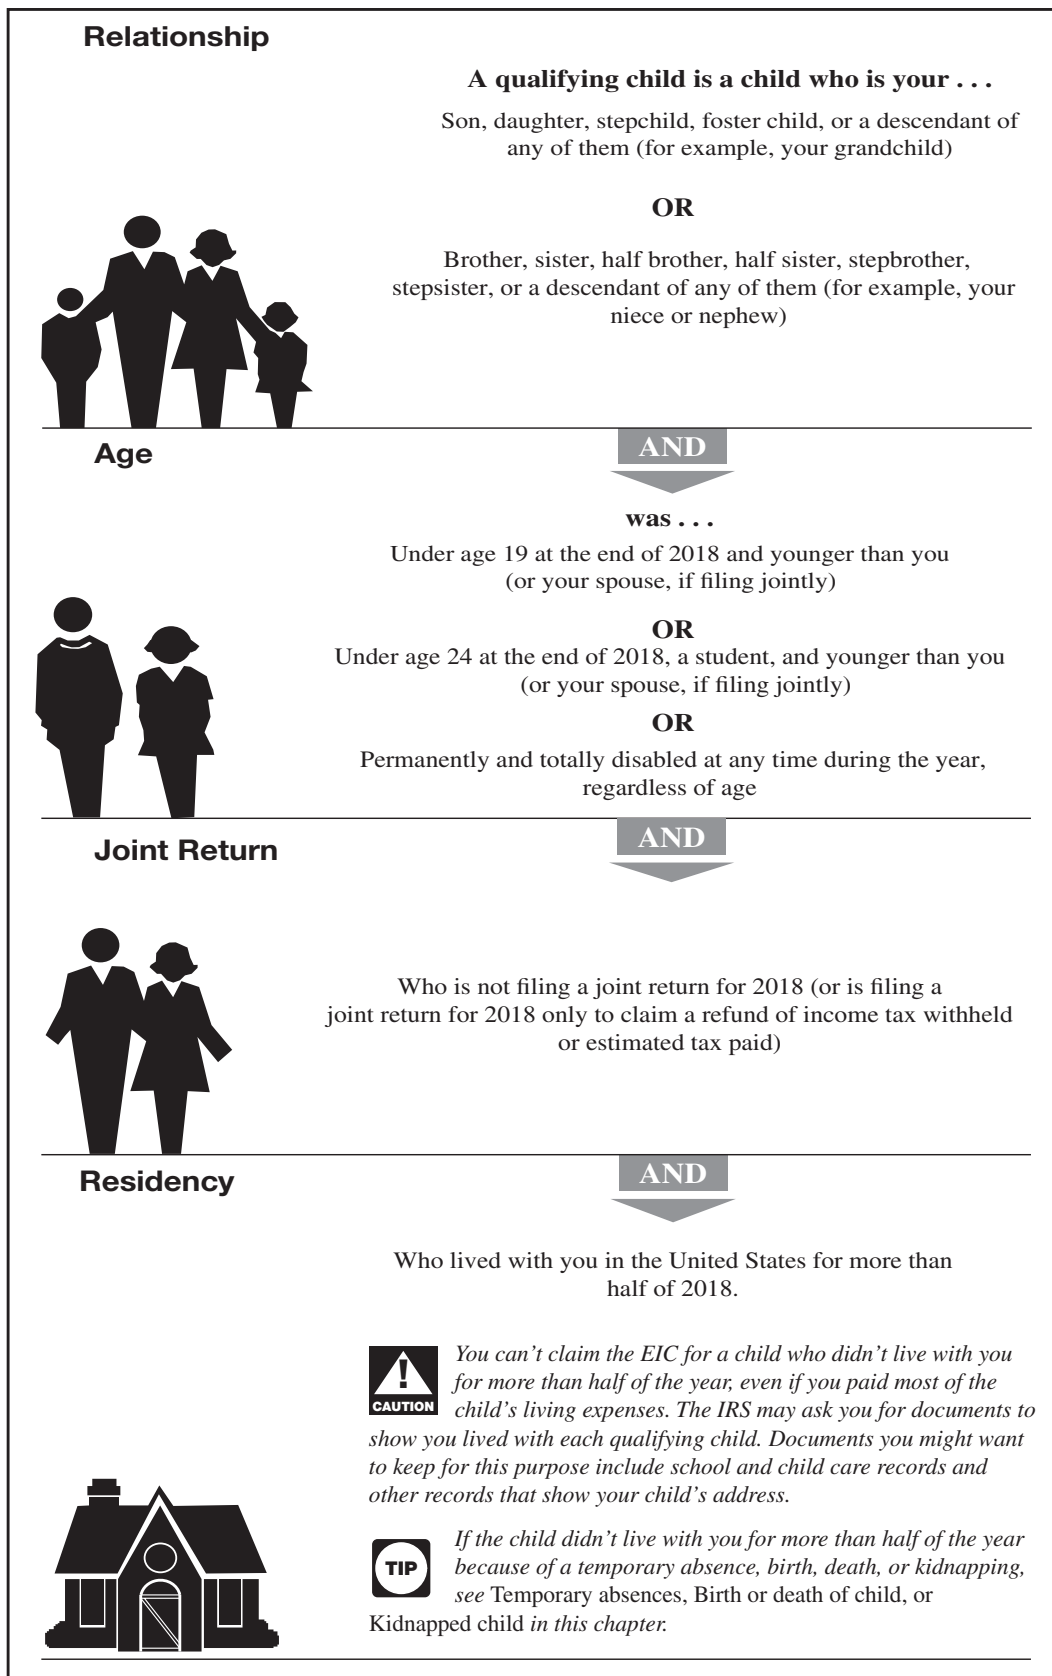 Relationship
A qualifying child is a child who is your . . .
Son, daughter, stepchild, foster child, or a descendant of
any of them (for example, your grandchild)
OR
Brother, sister, half brother, half sister, stepbrother,
stepsister, or a descendant of any of them (for example, your
niece or nephew)
AND
Age
was . . .
Under age 19 at the end of 2018 and younger than you
(or your spouse, if filing jointly)
OR
Under age 24 at the end of 2018, a student, and younger than you
(or your spouse, if filing jointly)
OR
Permanently and totally disabled at any time during the year,
regardless of age
AND
Joint Return
Who is not filing a joint return for 2018 (or is filing a
joint return for 2018 only to claim a refund of income tax withheld
or estimated tax paid)
AND
Residency
Who lived with you in the United States for more than
half of 2018.
!
CAUTION
You can't claim the EIC for a child who didn't live with you
for more than half of the year, even if you paid most of the
child's living expenses. The IRS may ask you for documents to
show you lived with each qualifying child. Documents you might want
to keep for this purpose include school and child care records and
other records that show your child's address.
TIP
If the child didn't live with you for more than half of the year
because of a temporary absence, birth, death, or kidnapping,
see Temporary absences, Birth or death of child, or
Kidnapped child in this chapter.